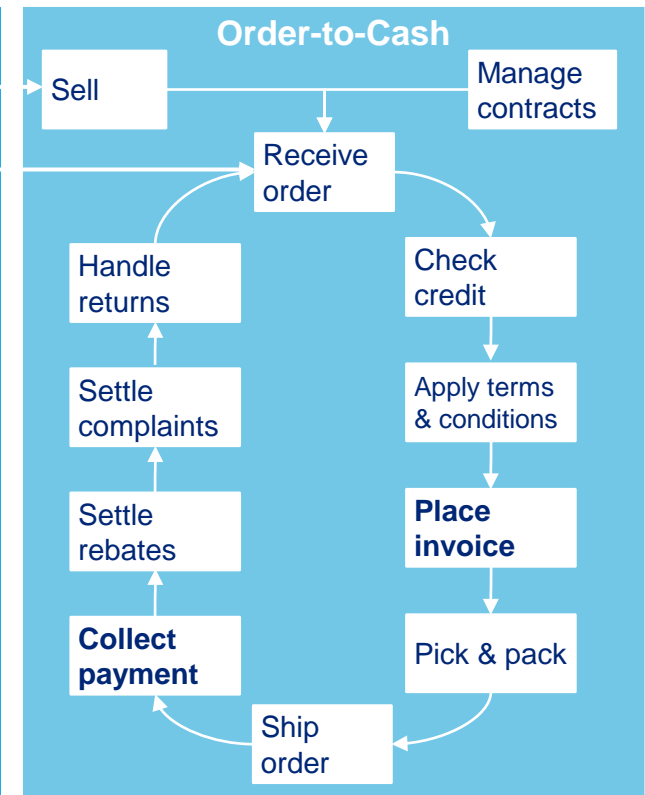 Order-to-Cash
Sell
Manage
contracts
Receive
order
Handle
returns
Check
credit
Settle
complaints
Apply terms
& conditions
Settle
rebates
Place
invoice
Collect
payment
Pick & pack
Ship
order